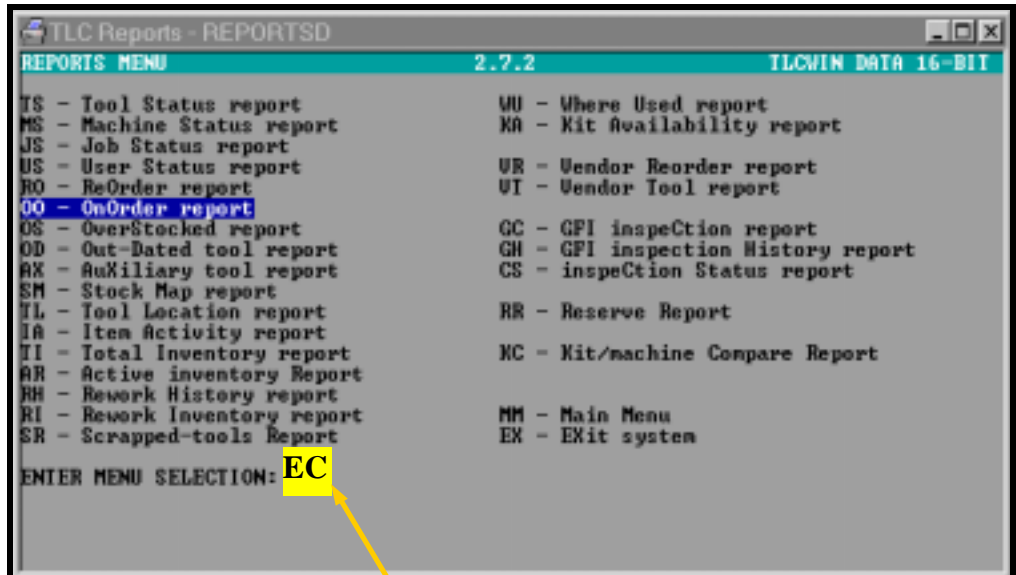 TLC Reports - REPORTSD
REPORTS MENU 2.7.2 TLCWIN DATA 16-BIT
TS - Tool Status report WU - Where Used report
MS - Machine Status report KA - Kit Availability report
JS - Job Status report
US - User Status report VR - Vendor Reorder report
RO - ReOrder report VT - Vendor Tool report
OO - OnOrder report
OS - OverStocked report GC - GFI inspeCtion report
OD - Out-Dated tool report GH - GFI inspection History report
AX - AuXiliary tool report CS - inspeCtion Status report
SM - Stock Map report
TL - Tool Location report RR - Reserve Report
IA - Item Activity report
TI - Total Inventory report KC - Kit/machine Compare Report
AR - Active inventory Report
RH - Rework History report
RI - Rework Inventory report MM - Main Menu
SR - Scrapped-tools Report EX - EXit system
ENTER MENU SELECTION: EC